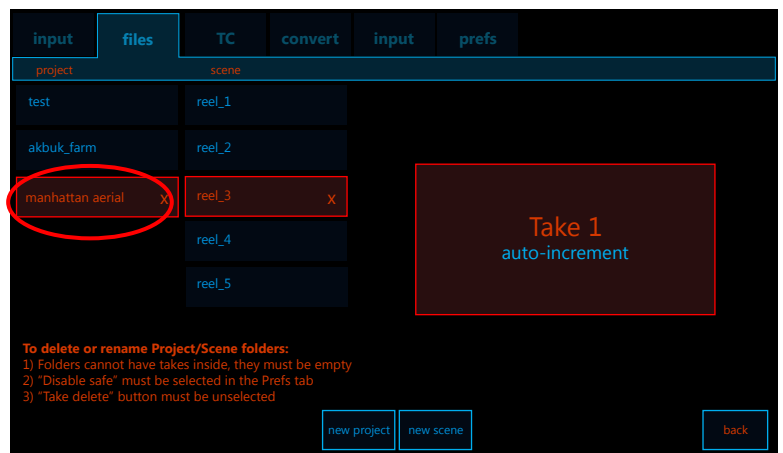 input files TC convert input prefs
project scene
test reel_1
akbuk_farm reel_2
manhattan aerial x reel_3 x
Take 1
auto-increment
reel_4
reel_5
To delete or rename Project/Scene folders:
1) Folders cannot have takes inside, they must be empty
2) "Disable safe" must be selected in the Prefs tab
3) "Take delete" button must be unselected
new project new scene back